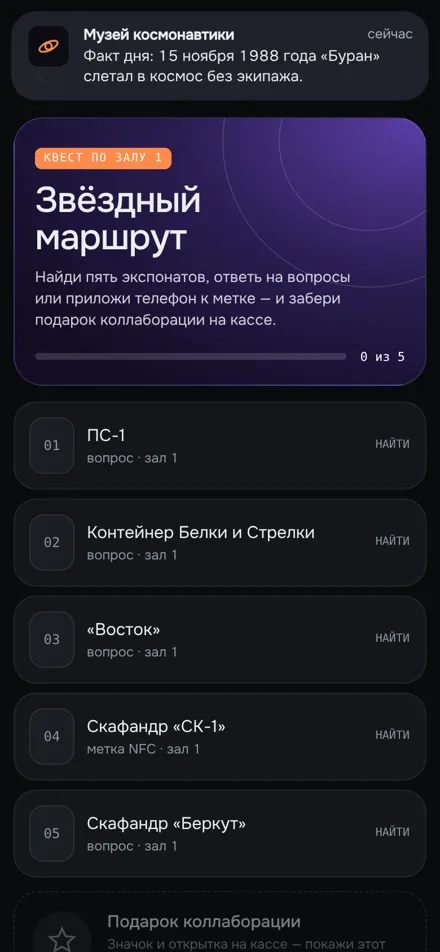 Музей космонавтики
сейчас
Факт дня: 15 ноября 1988 года «Буран»
слетал в космос без экипажа.
КВЕСТ ПО ЗАЛУ 1
Звёздный
маршрут
Найди пять экспонатов, ответь на вопросы
или приложи телефон к метке — и забери
подарок коллаборации на кассе.
0 из 5
01
ПС-1
вопрос · зал 1
НАЙТИ
02
Контейнер Белки и Стрелки
вопрос · зал 1
НАЙТИ
03
«Восток»
вопрос · зал 1
НАЙТИ
04
Скафандр «СК-1»
метка NFC · зал 1
НАЙТИ
05
Скафандр «Беркут»
вопрос · зал 1
НАЙТИ
Подарок коллаборации
Значок и открытка на кассе — покажи этот